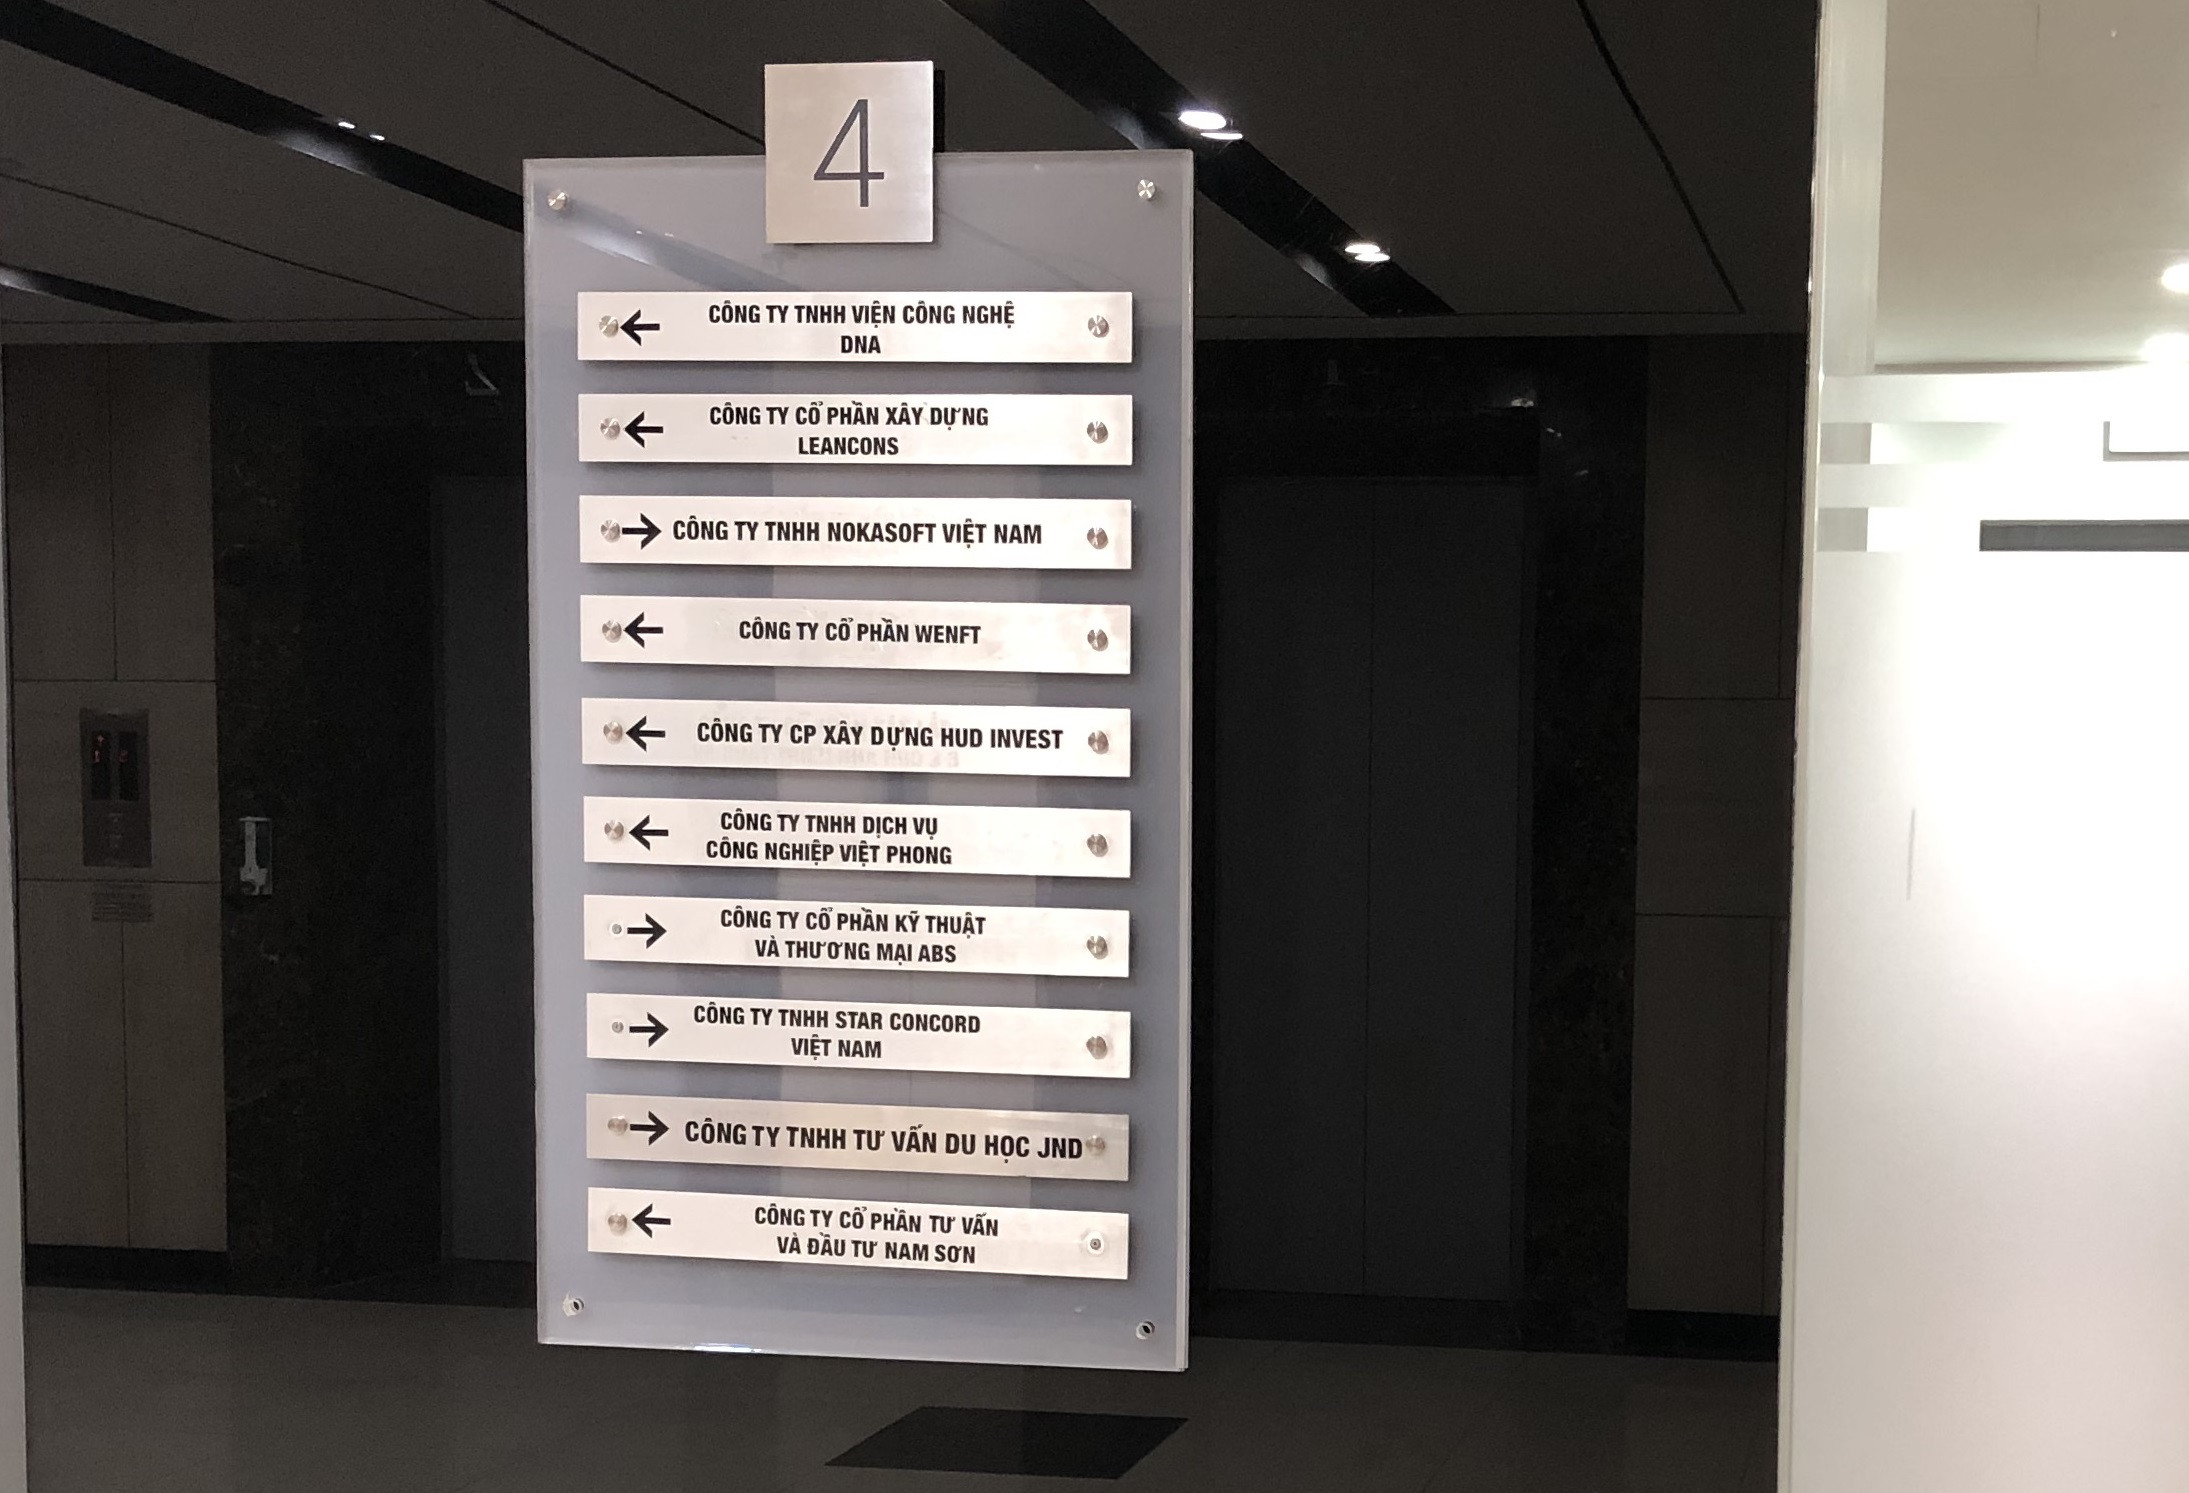 4
CÔNG TY TNHH VIỆN CÔNG NGHỆ
DNA
CÔNG TY CỔ PHẦN XÂY DỰNG
LEANCONS
CÔNG TY TNHH NOKASOFT VIỆT NAM
CÔNG TY CỔ PHẦN WENFT
CÔNG TY CP XÂY DỰNG HUD INVEST
CÔNG TY TNHH DỊCH VỤ
CÔNG NGHIỆP VIỆT PHONG
CÔNG TY CỔ PHẦN KỸ THUẬT
VÀ THƯƠNG MẠI ABS
CÔNG TY TNHH STAR CONCORD
VIỆT NAM
CÔNG TY TNHH TƯ VẤN DU HỌC JND
CÔNG TY CỔ PHẦN TƯ VẤN
VÀ ĐẦU TƯ NAM SƠN